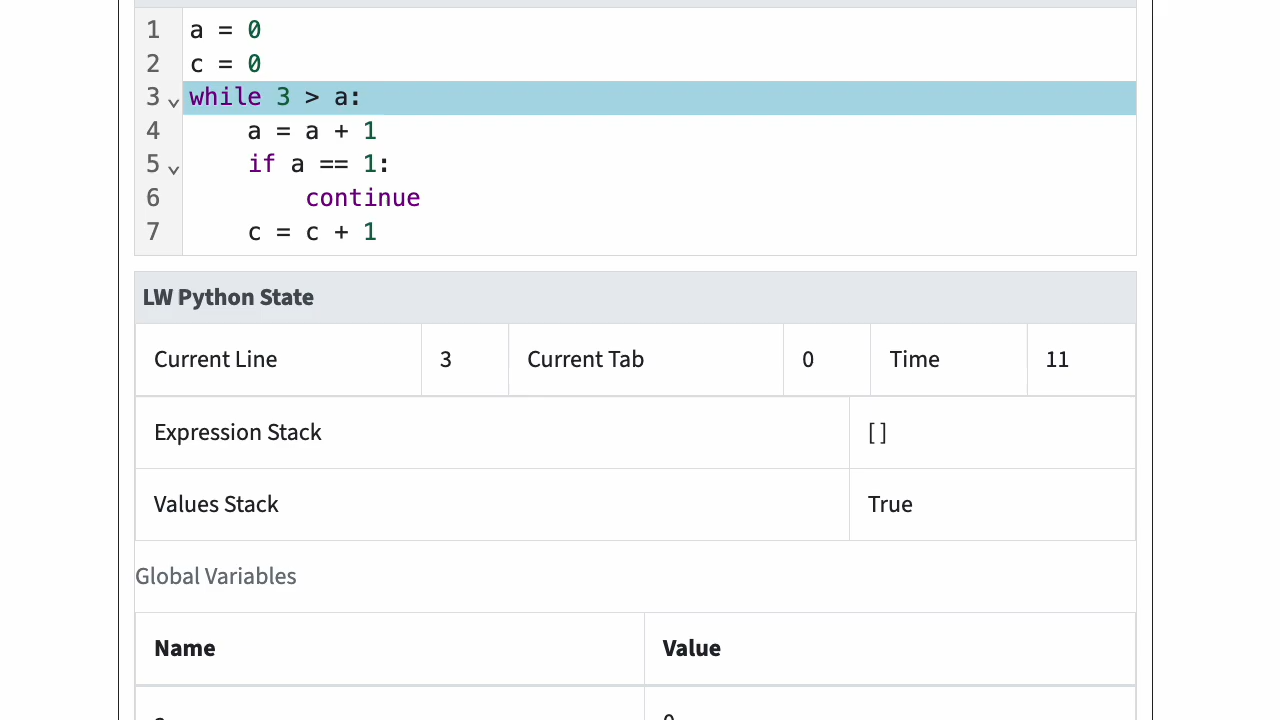 1 a = 0
2 c = 0
3 while 3 > a:
4     a = a + 1
5     if a == 1:
6         continue
7     c = c + 1
LW Python State
Current Line 3 Current Tab 0 Time 11
Expression Stack []
Values Stack True
Global Variables
Name Value